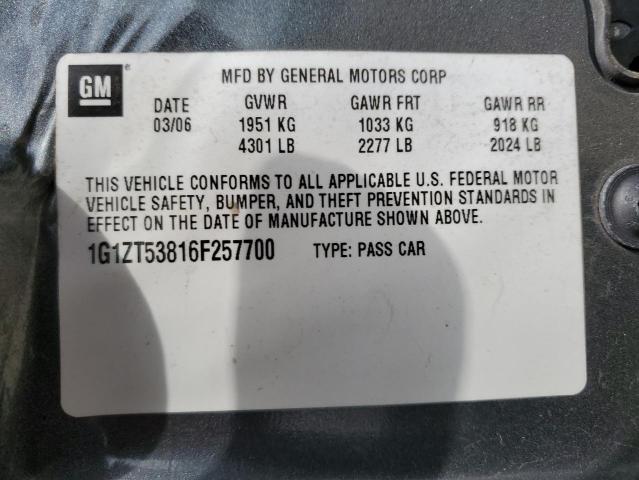 GM
MFD BY GENERAL MOTORS CORP
DATE GVWR GAWR FRT GAWR RR
03/06 1951 KG 1033 KG 918 KG
4301 LB 2277 LB 2024 LB
THIS VEHICLE CONFORMS TO ALL APPLICABLE U.S. FEDERAL MOTOR
VEHICLE SAFETY, BUMPER, AND THEFT PREVENTION STANDARDS IN
EFFECT ON THE DATE OF MANUFACTURE SHOWN ABOVE.
1G1ZT53816F257700 TYPE: PASS CAR